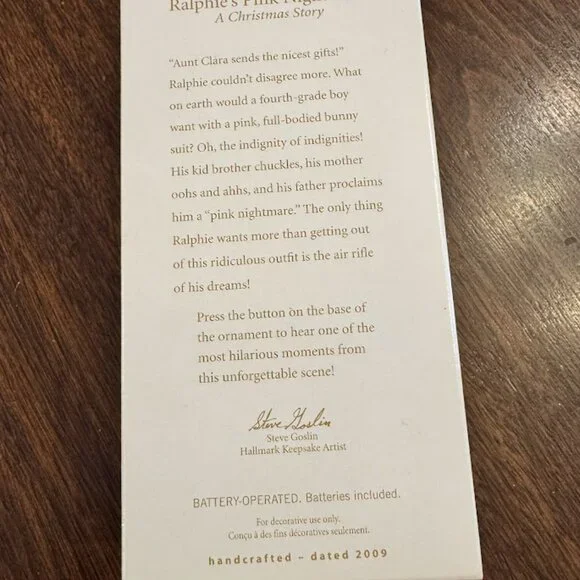 Ralphie's Pink
A Christmas Story
"Aunt Clara sends the nicest gifts!"
Ralphie couldn't disagree more. What
on earth would a fourth-grade boy
want with a pink, full-bodied bunny
suit? Oh, the indignity of indignities!
His kid brother chuckles, his mother
oohs and ahhs, and his father proclaims
him a "pink nightmare." The only thing
Ralphie wants more than getting out
of this ridiculous outfit is the air rifle
of his dreams!
Press the button on the base of
the ornament to hear one of the
most hilarious moments from
this unforgettable scene!
Steve Goslin
Steve Goslin
Hallmark Keepsake Artist
BATTERY-OPERATED. Batteries included.
For decorative use only.
Conçu à des fins décoratives seulement.
handcrafted – dated 2009